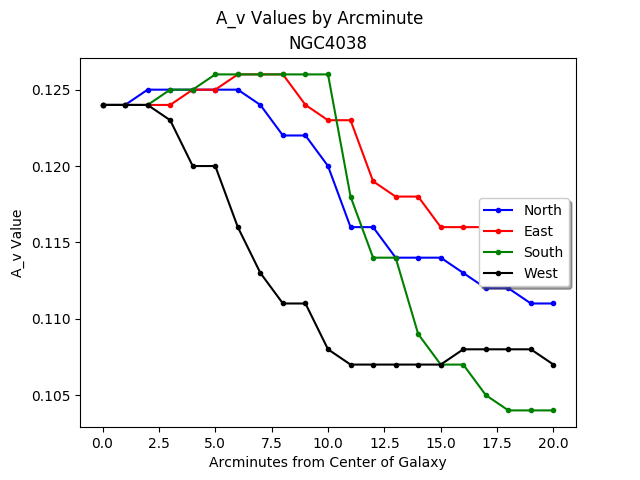 A_v Values by Arcminute
NGC4038
0.125
0.120
0.115
0.110
0.105
A_v Value
North
East
South
West
0.0 2.5 5.0 7.5 10.0 12.5 15.0 17.5 20.0
Arcminutes from Center of Galaxy